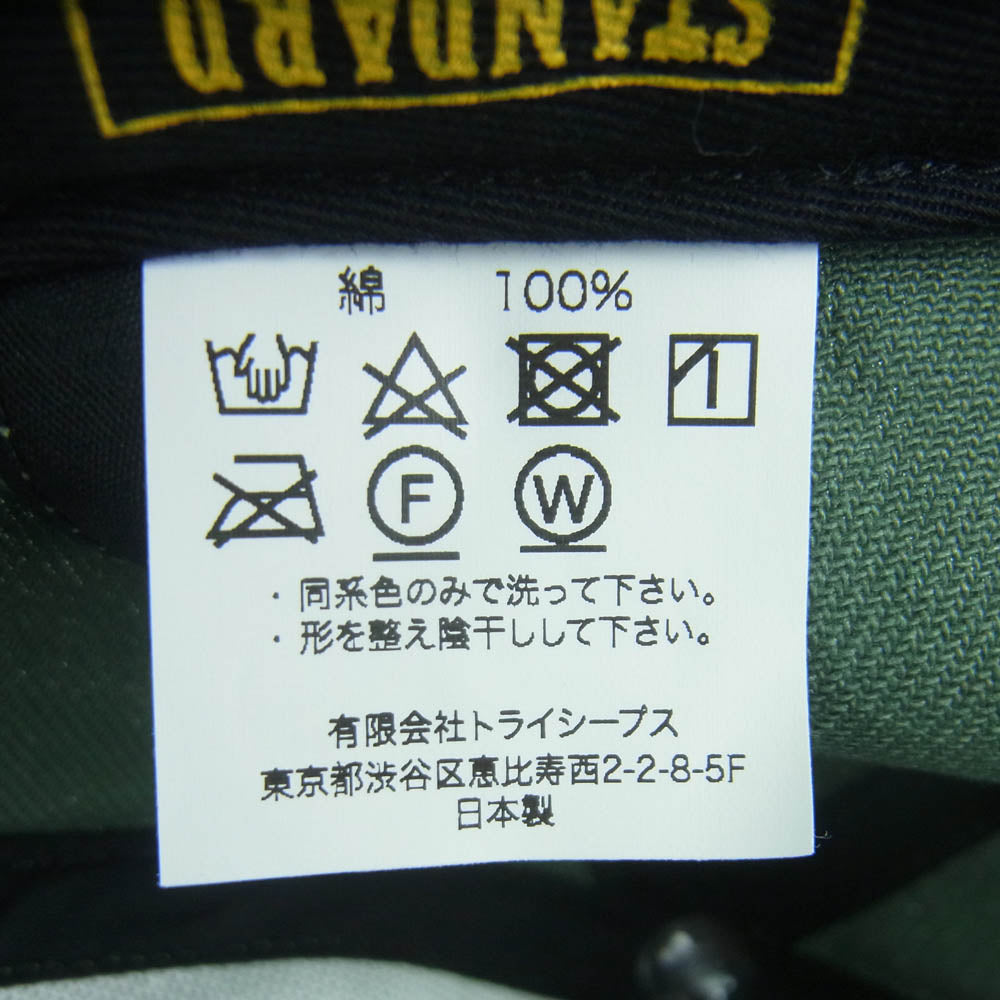 STANDARD
綿 100%
F W
・同系色のみで洗って下さい。
・形を整え陰干しして下さい。
有限会社トライシープス
東京都渋谷区恵比寿西2-2-8-5F
日本製